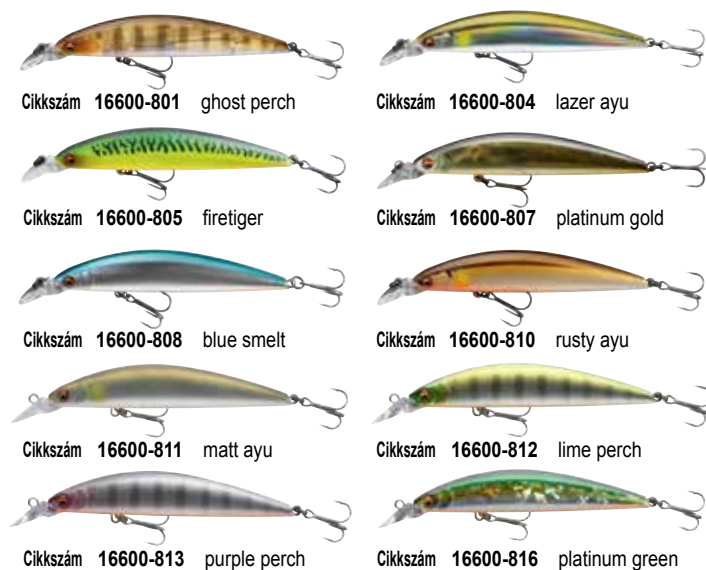 Cikkszám 16600-801 ghost perch
Cikkszám 16600-804 lazer ayu
Cikkszám 16600-805 firetiger
Cikkszám 16600-807 platinum gold
Cikkszám 16600-808 blue smelt
Cikkszám 16600-810 rusty ayu
Cikkszám 16600-811 matt ayu
Cikkszám 16600-812 lime perch
Cikkszám 16600-813 purple perch
Cikkszám 16600-816 platinum green